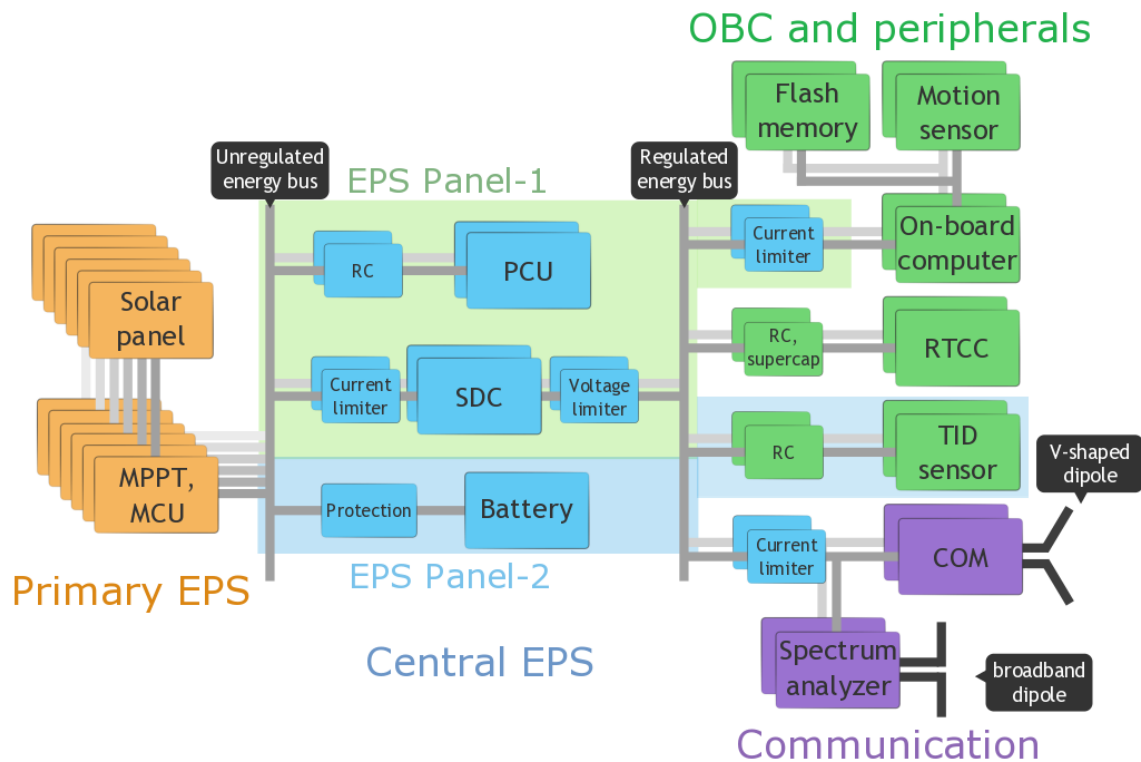 OBC and peripherals
Flash
memory
Motion
sensor
Unregulated
energy bus
EPS Panel-1
Regulated
energy bus
RC
PCU
Current
limiter
On-board
computer
Solar
panel
RC,
supercap
RTCC
Current
limiter
SDC
Voltage
limiter
RC
TID
sensor
V-shaped
dipole
MPPT,
MCU
Protection
Battery
Current
limiter
COM
EPS Panel-2
Primary EPS
Central EPS
Spectrum
analyzer
broadband
dipole
Communication